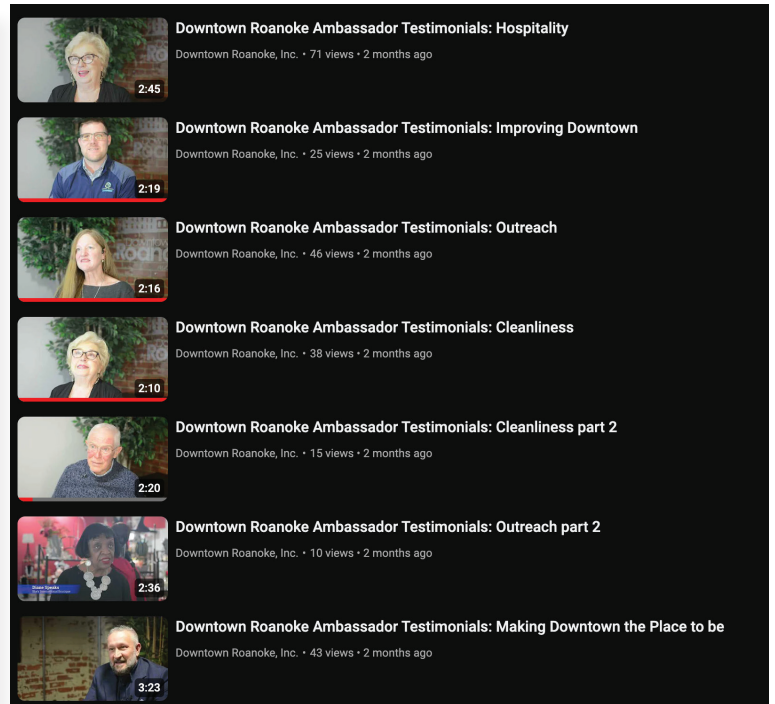 Downtown Roanoke Ambassador Testimonials: Hospitality
Downtown Roanoke, Inc. • 71 views • 2 months ago
2:45
Downtown Roanoke Ambassador Testimonials: Improving Downtown
Downtown Roanoke, Inc. • 25 views • 2 months ago
2:19
Downtown Roanoke Ambassador Testimonials: Outreach
Downtown Roanoke, Inc. • 46 views • 2 months ago
2:16
Downtown Roanoke Ambassador Testimonials: Cleanliness
Downtown Roanoke, Inc. • 38 views • 2 months ago
2:10
Downtown Roanoke Ambassador Testimonials: Cleanliness part 2
Downtown Roanoke, Inc. • 15 views • 2 months ago
2:20
Downtown Roanoke Ambassador Testimonials: Outreach part 2
Downtown Roanoke, Inc. • 10 views • 2 months ago
2:36
Downtown Roanoke Ambassador Testimonials: Making Downtown the Place to be
Downtown Roanoke, Inc. • 43 views • 2 months ago
3:23